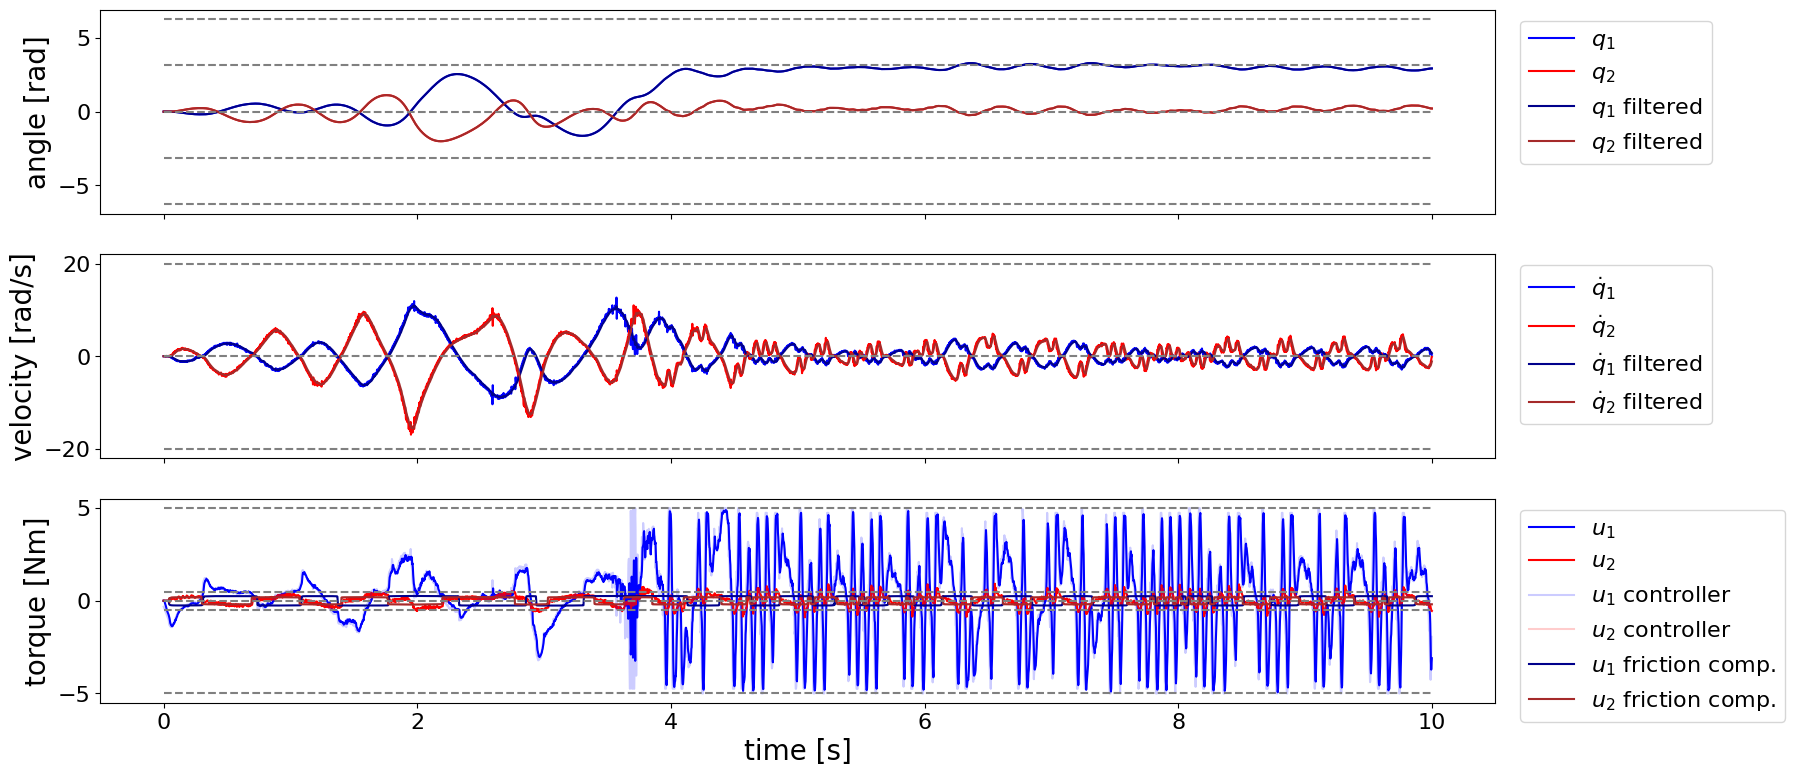 angle [rad]
5
0
−5
q₁
q₂
q₁ filtered
q₂ filtered
velocity [rad/s]
20
0
−20
q̇₁
q̇₂
q̇₁ filtered
q̇₂ filtered
torque [Nm]
5
0
−5
u₁
u₂
u₁ controller
u₂ controller
u₁ friction comp.
u₂ friction comp.
0 2 4 6 8 10
time [s]